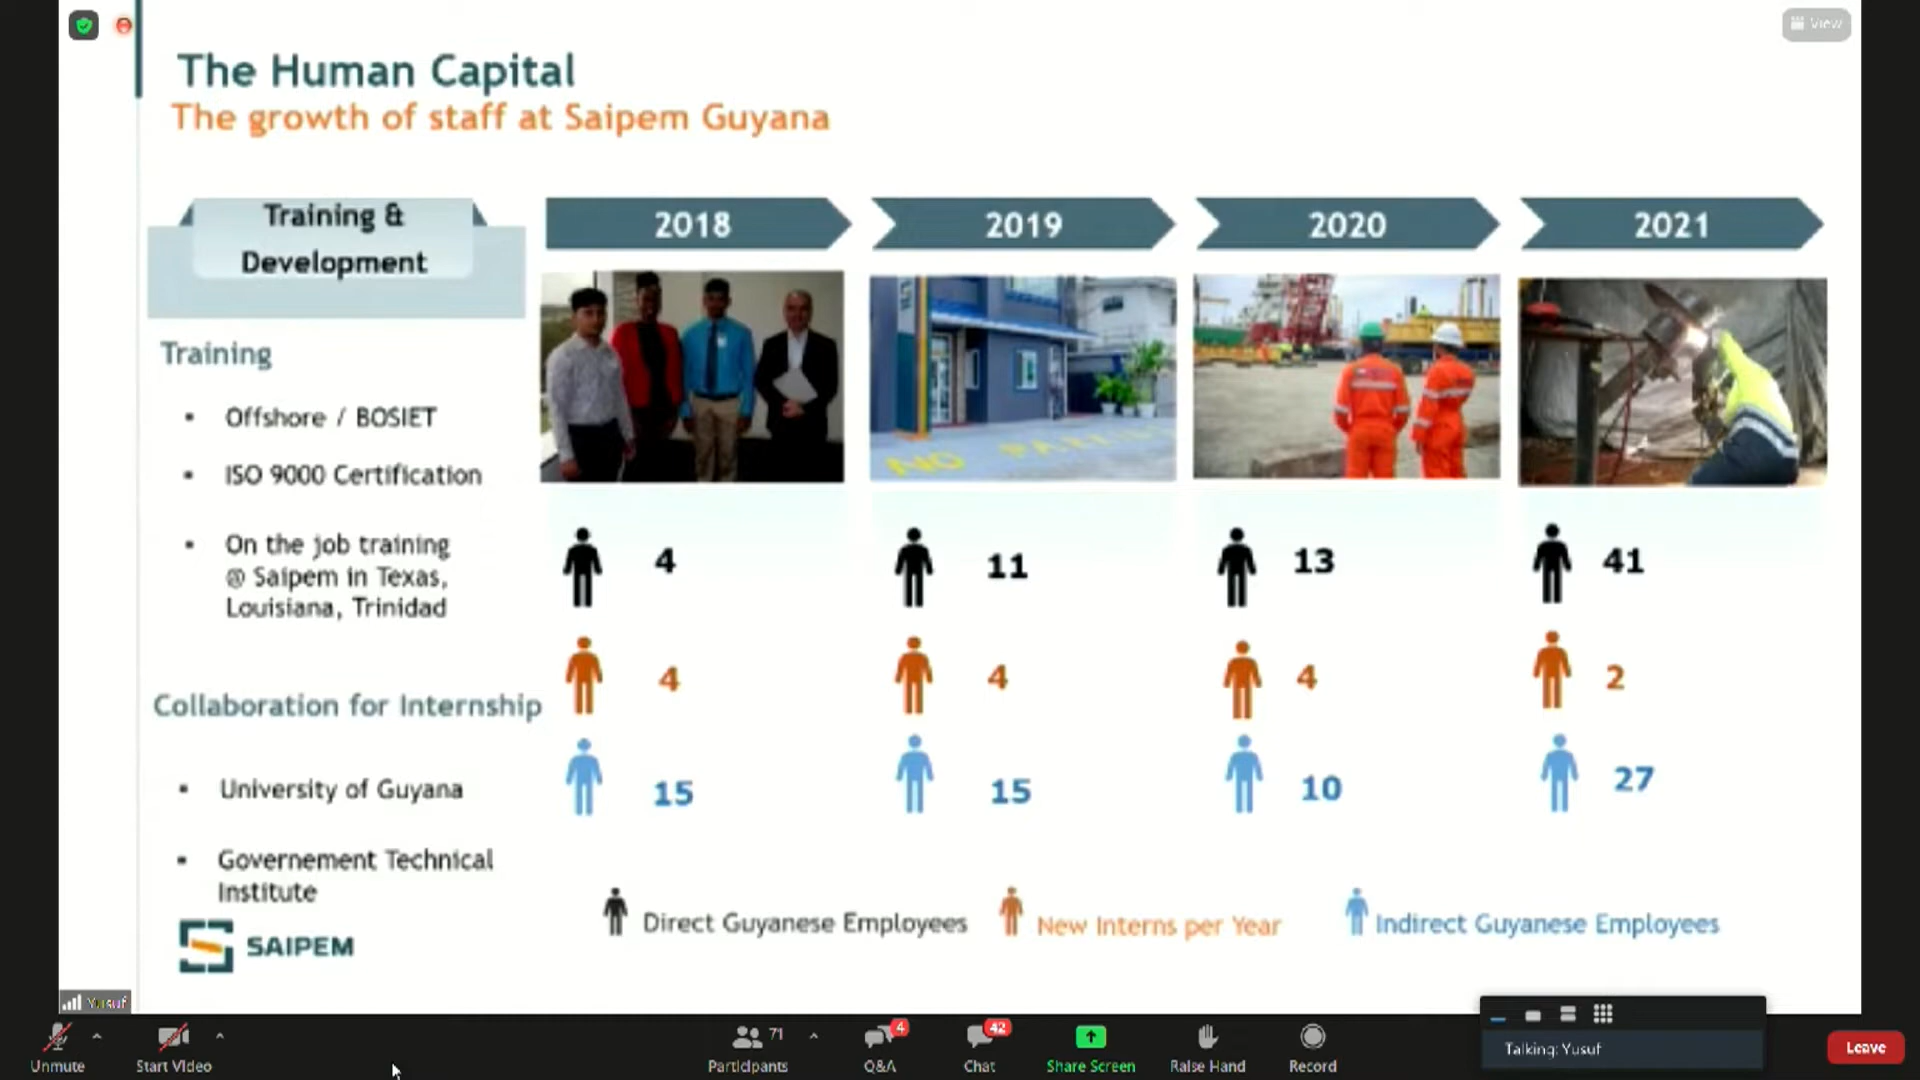 View
The Human Capital
The growth of staff at Saipem Guyana
Training &
Development
2018
2019
2020
2021
Training
Offshore / BOSIET
ISO 9000 Certification
On the job training
@ Saipem in Texas,
Louisiana, Trinidad
Collaboration for Internship
University of Guyana
Governement Technical
Institute
NO PARKING
4
11
13
41
4
4
4
2
15
15
10
27
Direct Guyanese Employees
New Interns per Year
Indirect Guyanese Employees
SAIPEM
Yusuf
Unmute
Start Video
71
Participants
4
Q&A
42
Chat
Share Screen
Raise Hand
Record
Talking: Yusuf
Leave